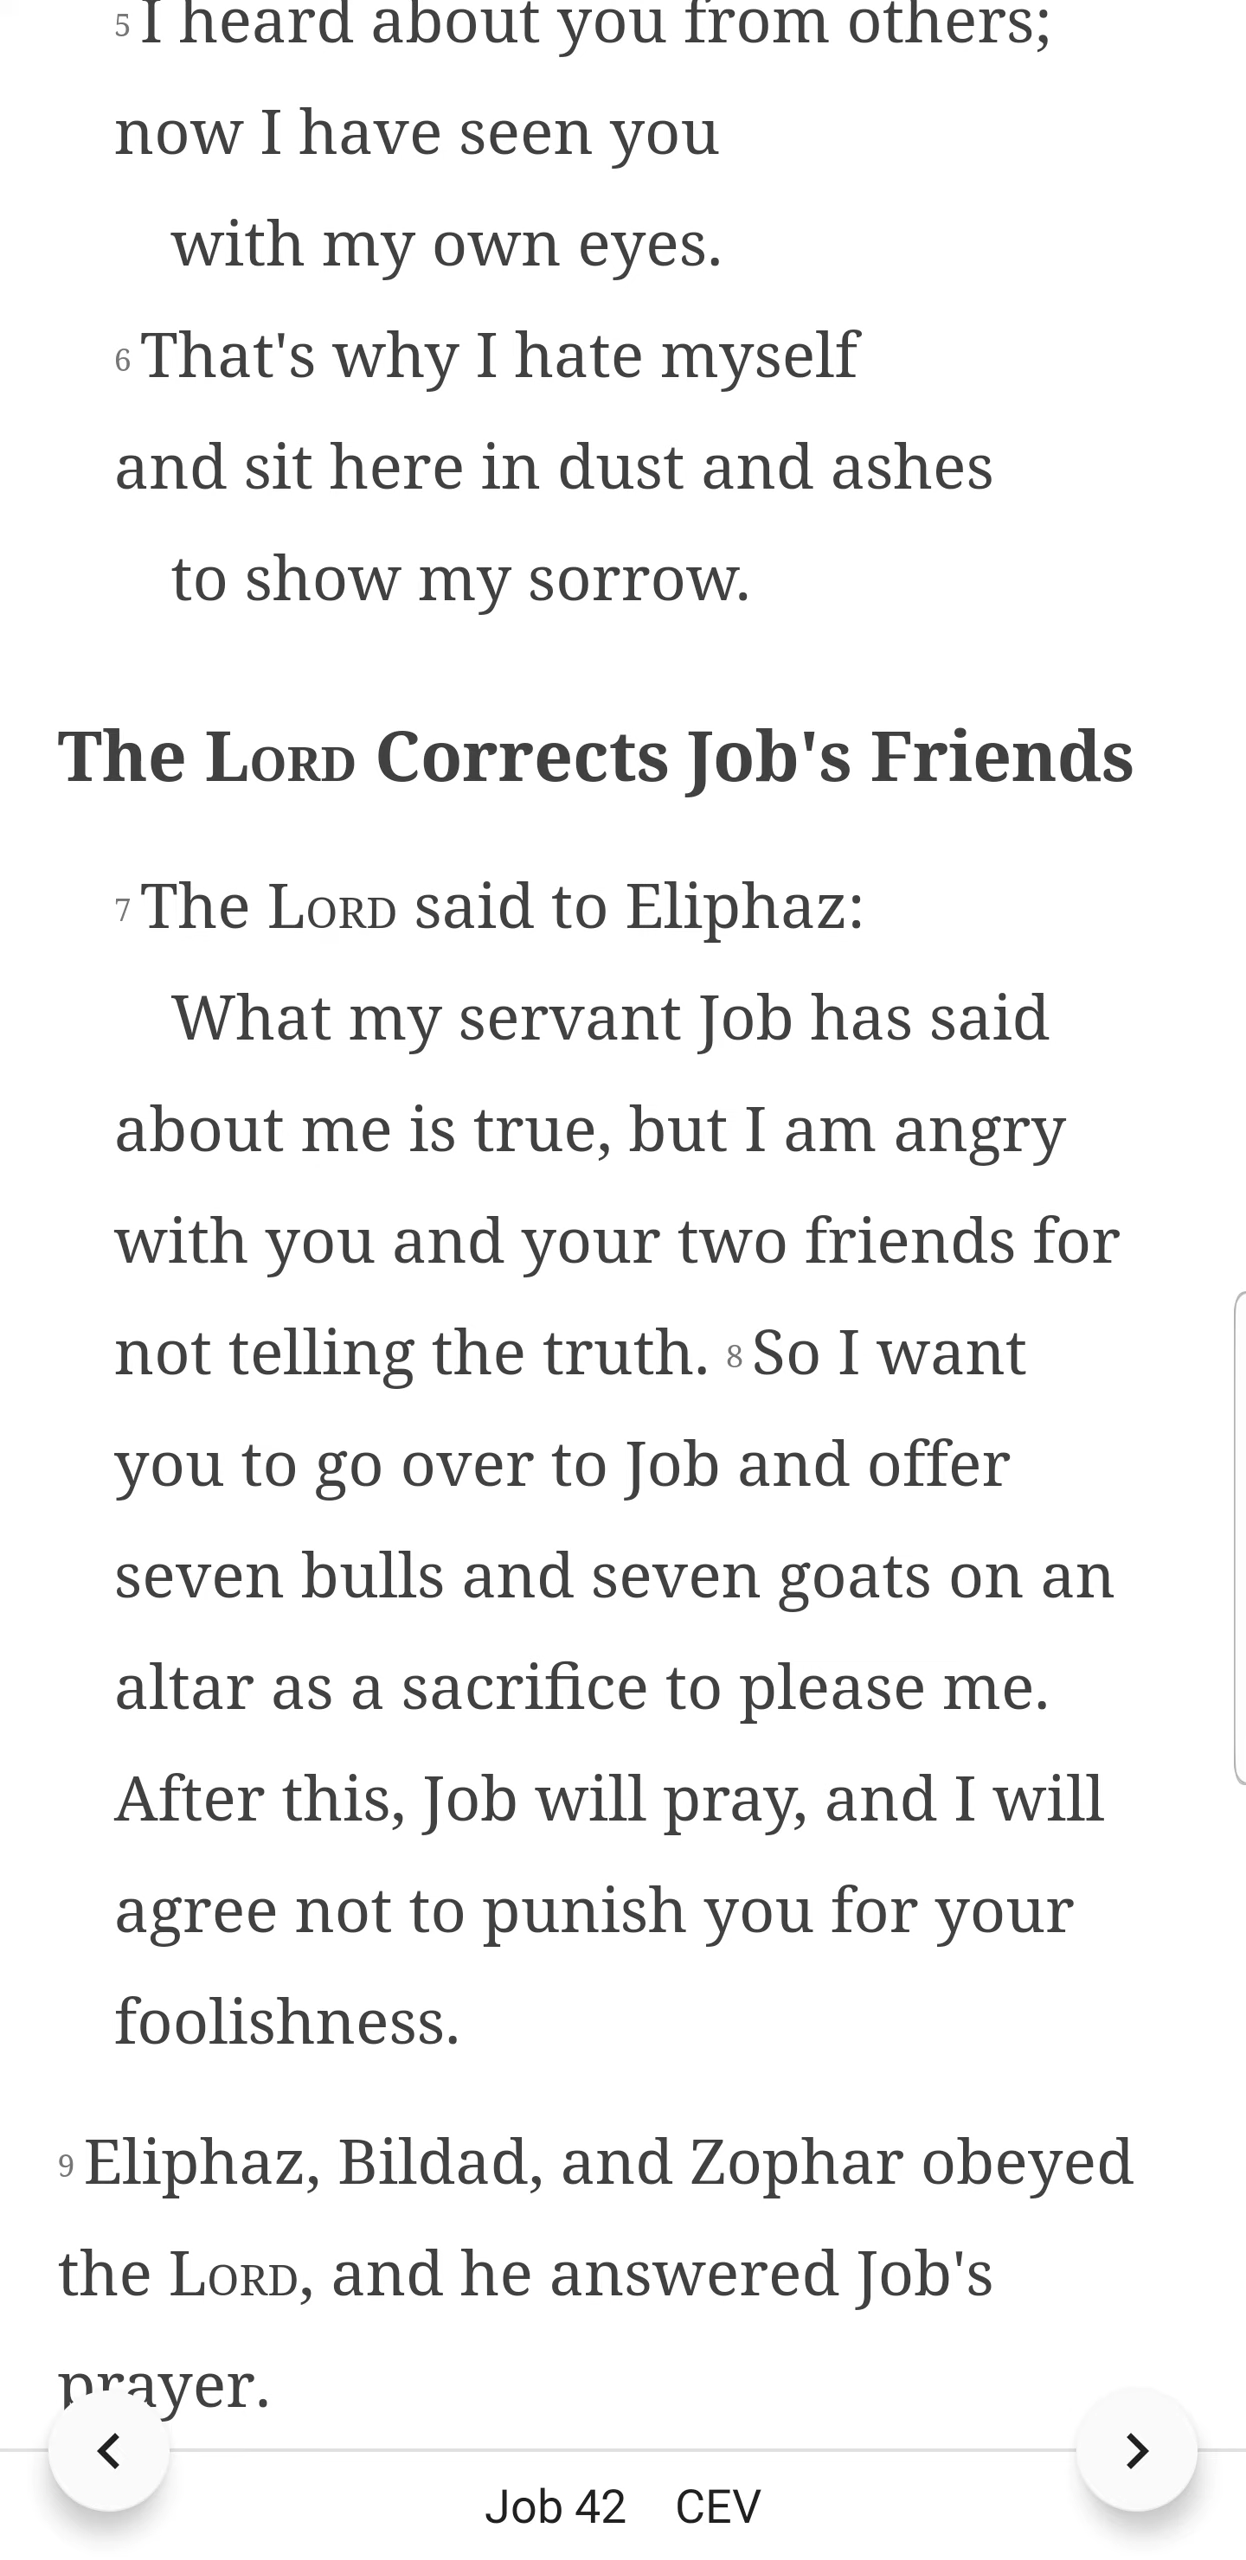 5 I heard about you from others;
now I have seen you
with my own eyes.
6 That's why I hate myself
and sit here in dust and ashes
to show my sorrow.
The LORD Corrects Job's Friends
7 The LORD said to Eliphaz:
What my servant Job has said
about me is true, but I am angry
with you and your two friends for
not telling the truth. 8 So I want
you to go over to Job and offer
seven bulls and seven goats on an
altar as a sacrifice to please me.
After this, Job will pray, and I will
agree not to punish you for your
foolishness.
9 Eliphaz, Bildad, and Zophar obeyed
the LORD, and he answered Job's
prayer.
Job 42 CEV